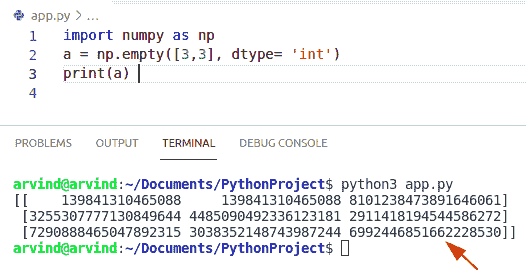 app.py > ...
1 import numpy as np
2 a = np.empty([3,3], dtype= 'int')
3 print(a)
4
PROBLEMS OUTPUT TERMINAL DEBUG CONSOLE
arvind@arvind:~/Documents/PythonProject$ python3 app.py
[[     139841310465088     139841310465088 8101238473891646061]
 [3255307777130849644 4485090492336123181 2911418194544586272]
 [7290888465047892315 3038352148743987244 6992446851662228530]]
arvind@arvind:~/Documents/PythonProject$